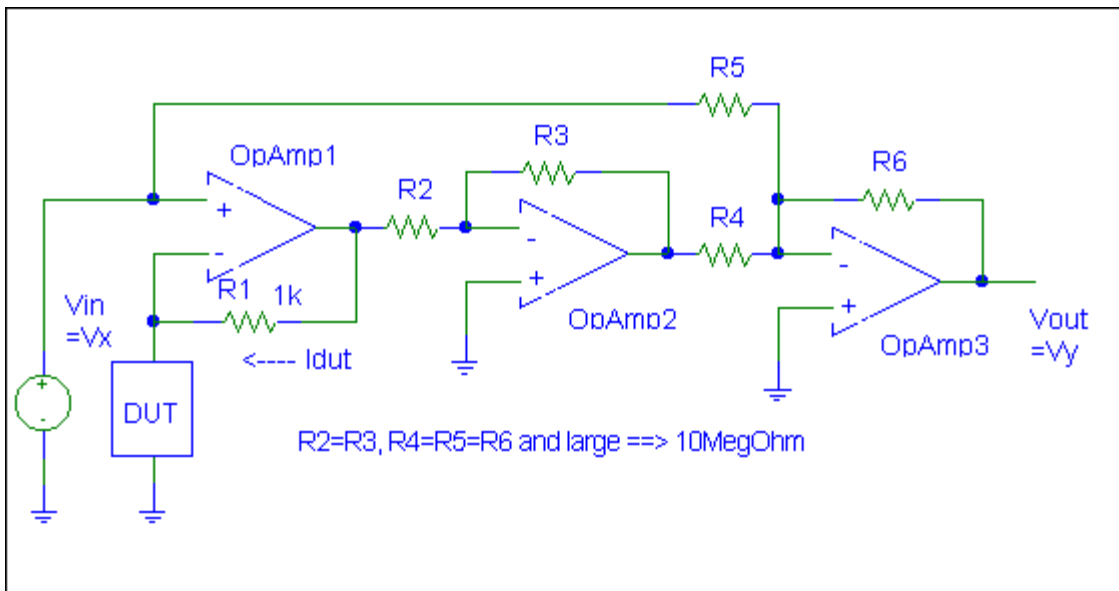 R5
R3
OpAmp1
R6
R2
+
-
R4
-
-
R1 1k
+
+
Vin
=Vx
OpAmp2
Vout
=Vy
OpAmp3
<---- Idut
+
-
DUT
R2=R3, R4=R5=R6 and large ==> 10MegOhm